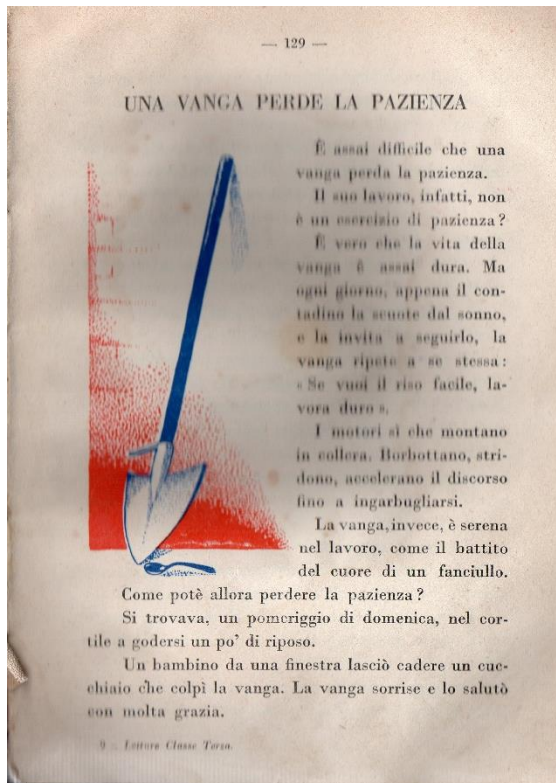 — 129 —
UNA VANGA PERDE LA PAZIENZA
È assai difficile che una
vanga perda la pazienza.
Il suo lavoro, infatti, non
è un esercizio di pazienza?
È vero che la vita della
vanga è assai dura. Ma
ogni giorno, appena il con-
tadino la scuote dal sonno,
e la invita a seguirlo, la
vanga ripete a se stessa:
« Se vuoi il riso facile, la-
vora duro ».
I motori sì che montano
in collera. Borbottano, stri-
dono, accelerano il discorso
fino a ingarbugliarsi.
La vanga, invece, è serena
nel lavoro, come il battito
del cuore di un fanciullo.
Come potè allora perdere la pazienza?
Si trovava, un pomeriggio di domenica, nel cor-
tile a godersi un po' di riposo.
Un bambino da una finestra lasciò cadere un cuc-
chiaio che colpì la vanga. La vanga sorrise e lo salutò
con molta grazia.
9 - Letture Classe Terza.